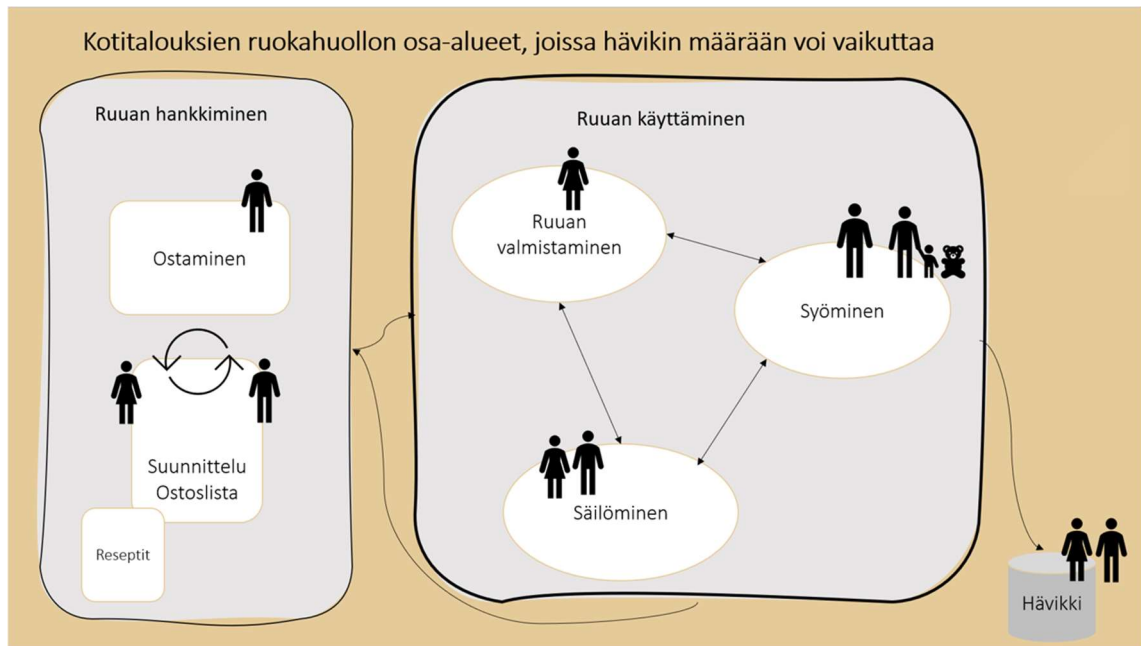 Kotitalouksien ruokahuollon osa-alueet, joissa hävikin määrään voi vaikuttaa
Ruuan hankkiminen
Ostaminen
Suunnittelu
Ostoslista
Reseptit
Ruuan käyttäminen
Ruuan
valmistaminen
Syöminen
Säilöminen
Hävikki